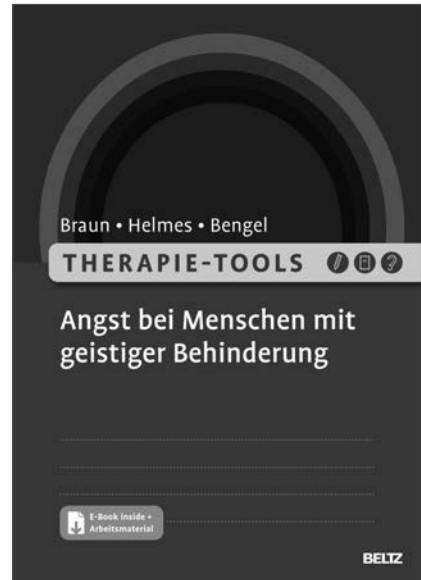 Braun • Helmes • Bengel
THERAPIE-TOOLS
Angst bei Menschen mit
geistiger Behinderung
E-Book inside +
Arbeitsmaterial
BELTZ